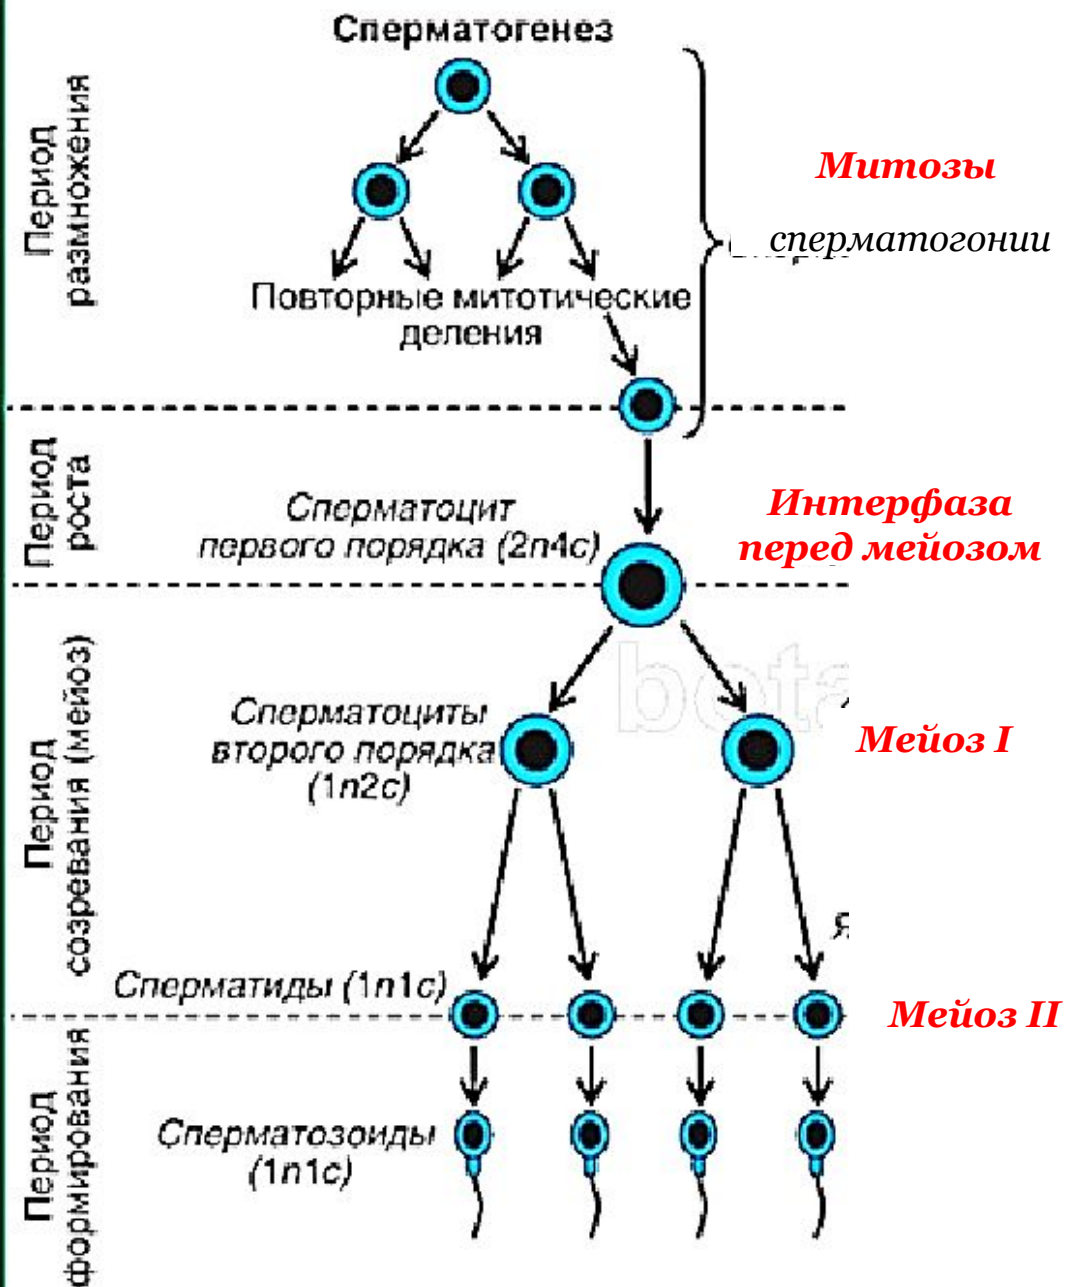 Сперматогенез
Период
размножения
Митозы
сперматогонии
Повторные митотические
деления
Период
роста
Сперматоцит
первого порядка (2n4c)
Интерфаза
перед мейозом
Период
созревания (мейоз)
bota
Сперматоциты
второго порядка
(1n2c)
Мейоз I
Сперматиды (1n1c)
Мейоз II
Период
формирования
Сперматозоиды
(1n1c)